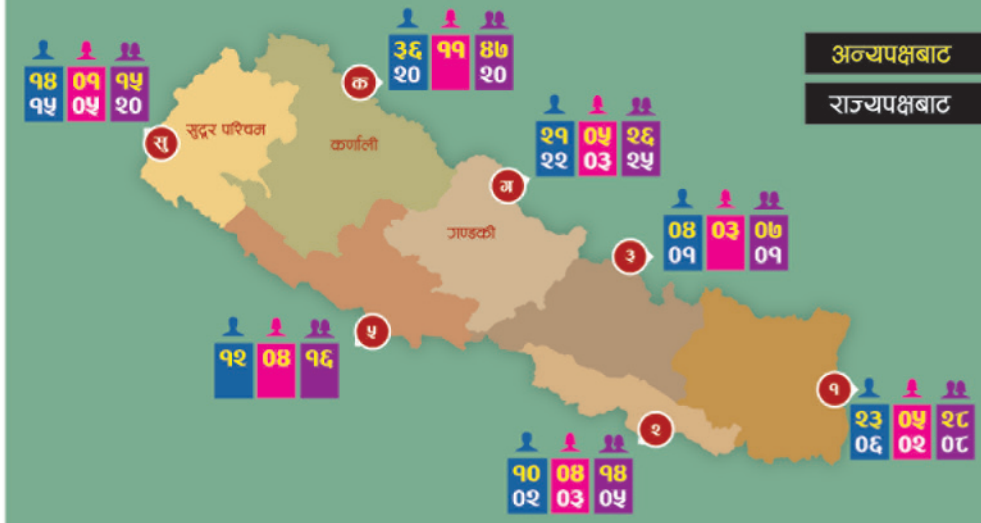 अन्यपक्षबाट
राज्यपक्षबाट
१४ ०१ १५
१५ ०५ २०
सु
सुदूर पश्चिम
३६ ११ ४७
२० २०
क
कर्णाली
२१ ०५ २६
२२ ०३ २५
ग
गण्डकी
०४ ०३ ०७
०१ ०१
३
१२ ०४ १६
५
२३ ०५ २८
०६ ०२ ०८
१
१० ०४ १४
०२ ०३ ०५
२